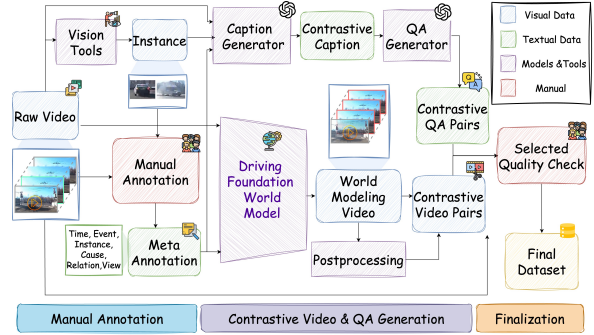 Vision
Tools
Instance
Caption
Generator
Contrastive
Caption
QA
Generator
Visual Data
Textual Data
Models &Tools
Manual
Raw Video
Manual
Annotation
Driving
Foundation
World
Model
World
Modeling
Video
Contrastive
QA Pairs
Contrastive
Video Pairs
Selected
Quality Check
Time, Event,
Instance,
Cause,
Relation,View
Meta
Annotation
Postprocessing
Final
Dataset
Manual Annotation
Contrastive Video & QA Generation
Finalization